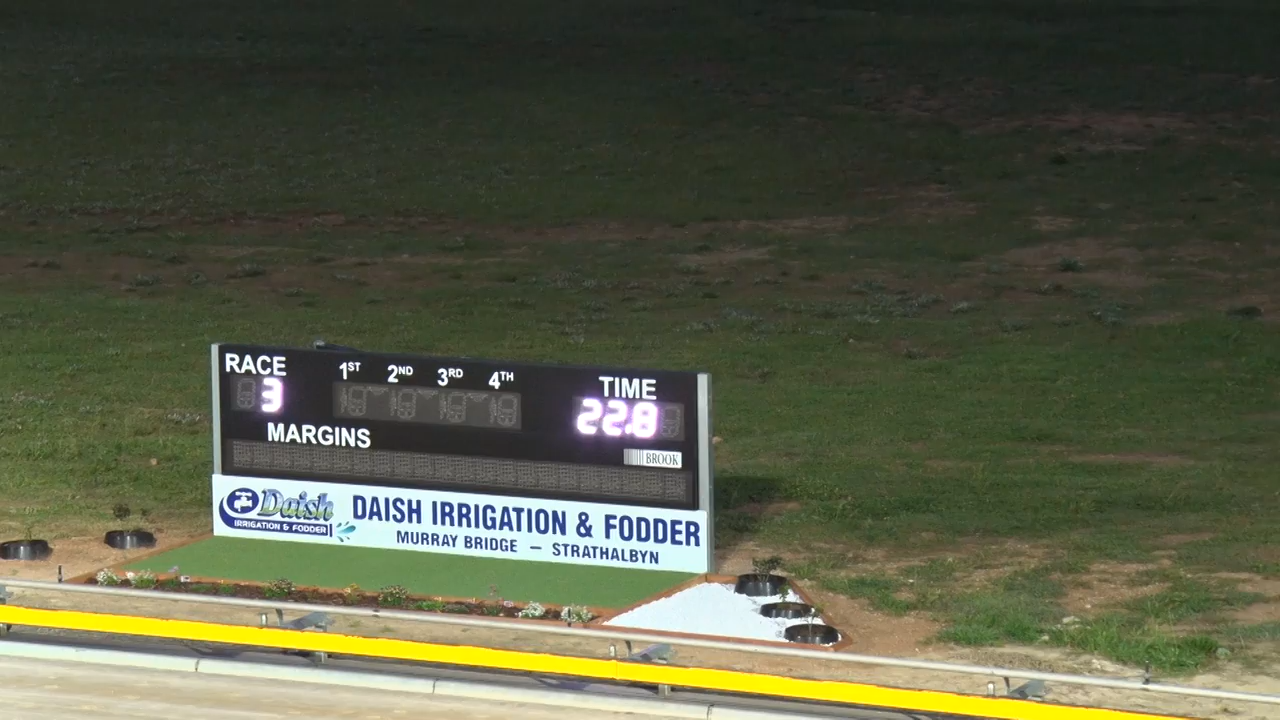 RACE 1ST 2ND 3RD 4TH TIME
3 22.8
MARGINS
BROOK
Daish
IRRIGATION & FODDER
DAISH IRRIGATION & FODDER
MURRAY BRIDGE – STRATHALBYN